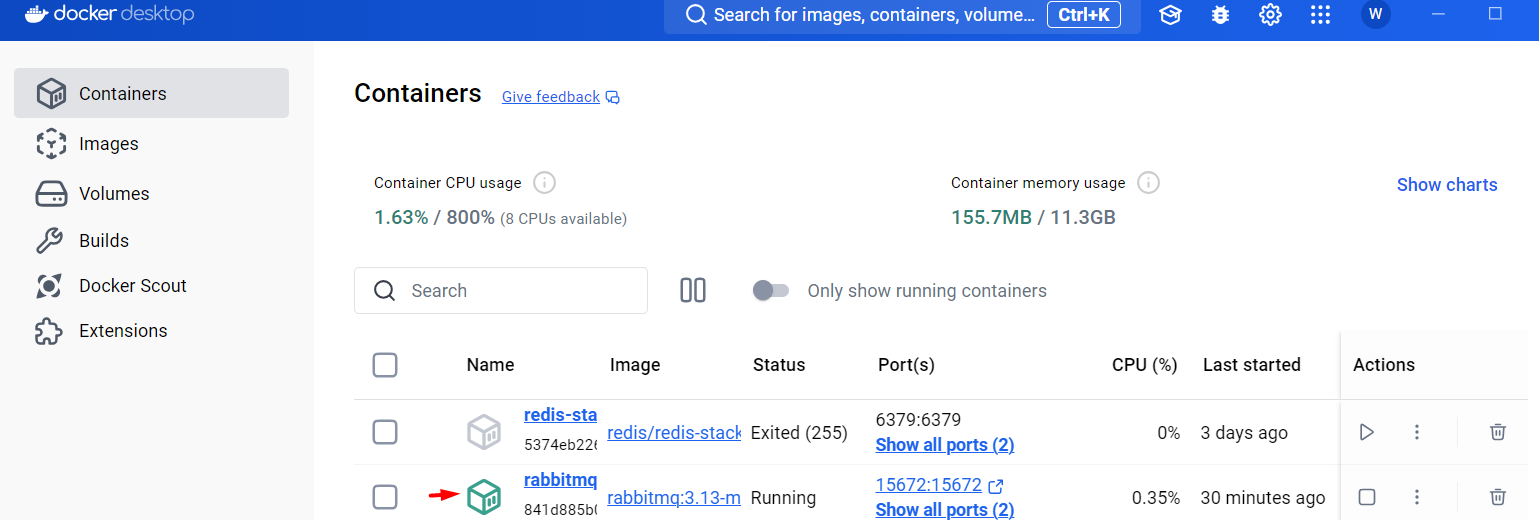 docker desktop
Search for images, containers, volume... Ctrl+K
W
Containers
Images
Volumes
Builds
Docker Scout
Extensions
Containers Give feedback
Container CPU usage
1.63% / 800% (8 CPUs available)
Container memory usage
155.7MB / 11.3GB
Show charts
Search
Only show running containers
Name Image Status Port(s) CPU (%) Last started Actions
redis-sta
5374eb226
redis/redis-stack
Exited (255)
6379:6379
Show all ports (2)
0%
3 days ago
rabbitmq
841d885b0
rabbitmq:3.13-m
Running
15672:15672
Show all ports (2)
0.35%
30 minutes ago